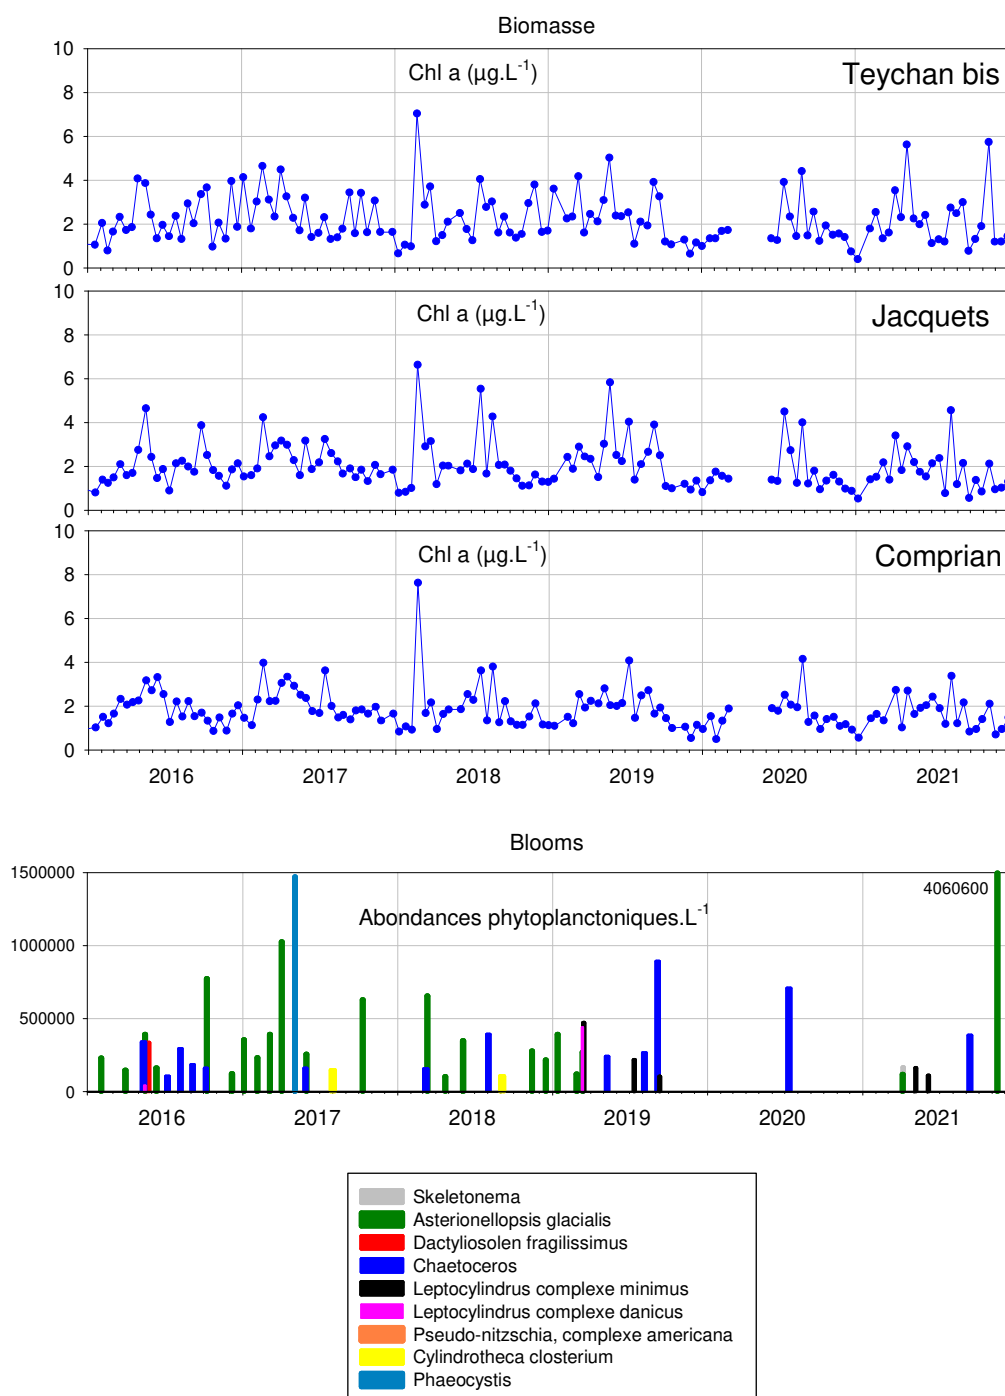 Biomasse
10
Chl a (µg.L-1)
Teychan bis
8
6
4
2
0
10
Chl a (µg.L-1)
Jacquets
8
6
4
2
0
10
Chl a (µg.L-1)
Comprian
8
6
4
2
0
2016 2017 2018 2019 2020 2021
Blooms
1500000
4060600
Abondances phytoplanctoniques.L-1
1000000
500000
0
2016 2017 2018 2019 2020 2021
Skeletonema
Asterionellopsis glacialis
Dactyliosolen fragilissimus
Chaetoceros
Leptocylindrus complexe minimus
Leptocylindrus complexe danicus
Pseudo-nitzschia, complexe americana
Cylindrotheca closterium
Phaeocystis